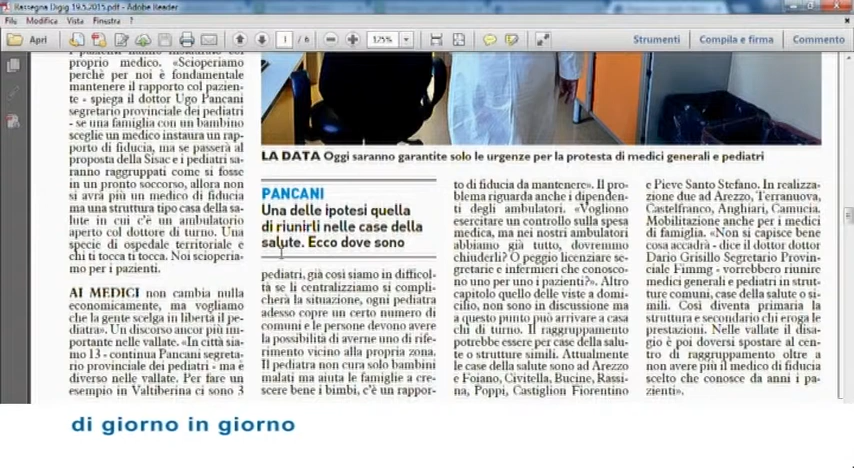 Rassegna Digig 19.5.2015.pdf - Adobe Reader
File Modifica Vista Finestra ?
Apri 1 / 6 125% Strumenti Compila e firma Commento
proprio medico. «Scioperiamo
perchè per noi è fondamentale
mantenere il rapporto col pazien-
te - spiega il dottor Ugo Pancani
segretario provinciale dei pediatri
- se una famiglia con un bambino
sceglie un medico instaura un rap-
porto di fiducia, ma se passerà al
proposta della Sisac e i pediatri sa-
ranno raggruppati come si fosse
in un pronto soccorso, allora non
si avrà più un medico di fiducia
ma una struttura tipo casa della sa-
lute in cui c'è un ambulatorio
aperto col dottore di turno. Una
specie di ospedale territoriale e
chi ti tocca ti tocca. Noi scioperia-
mo per i pazienti.
AI MEDICI non cambia nulla
economicamente, ma vogliamo
che la gente scelga in libertà il pe-
diatra». Un discorso ancor più im-
portante nelle vallate. «In città sia-
mo 13 - continua Pancani segreta-
rio provinciale dei pediatri - ma è
diverso nelle vallate. Per fare un
esempio in Valtiberina ci sono 3
LA DATA Oggi saranno garantite solo le urgenze per la protesta di medici generali e pediatri
PANCANI
Una delle ipotesi quella
di riunirli nelle case della
salute. Ecco dove sono
pediatri, già così siamo in difficol-
tà se li centralizziamo si compli-
cherà la situazione, ogni pediatra
adesso copre un certo numero di
comuni e le persone devono avere
la possibilità di averne uno di rife-
rimento vicino alla propria zona.
Il pediatra non cura solo bambini
malati ma aiuta le famiglie a cre-
scere bene i bimbi, c'è un rappor-
to di fiducia da mantenere». Il pro-
blema riguarda anche i dipenden-
ti degli ambulatori. «Vogliono
esercitare un controllo sulla spesa
medica, ma nei nostri ambulatori
abbiamo già tutto, dovremmo
chiuderli? O peggio licenziare se-
gretarie e infermieri che conosco-
no uno per uno i pazienti?». Altro
capitolo quello delle visite a domi-
cilio, non sono in discussione ma
a questo punto può arrivare a casa
chi di turno. Il raggruppamento
potrebbe essere per case della salu-
te o strutture simili. Attualmente
le case della salute sono ad Arezzo
e Foiano, Civitella, Bucine, Rassi-
na, Poppi, Castiglion Fiorentino
e Pieve Santo Stefano. In realizza-
zione due ad Arezzo, Terranuova,
Castelfranco, Anghiari, Camucia.
Mobilitazione anche per i medici
di famiglia. «Non si capisce bene
cosa accadrà - dice il dottor dottor
Dario Grisillo Segretario Provin-
ciale Fimmg - vorrebbero riunire
medici generali e pediatri in strut-
ture comuni, case della salute o si-
mili. Così diventa primaria la
struttura e secondario chi eroga le
prestazioni. Nelle vallate il disa-
gio è poi doversi spostare al cen-
tro di raggruppamento oltre a
non avere più il medico di fiducia
scelto che conosce da anni i pa-
zienti».
di giorno in giorno